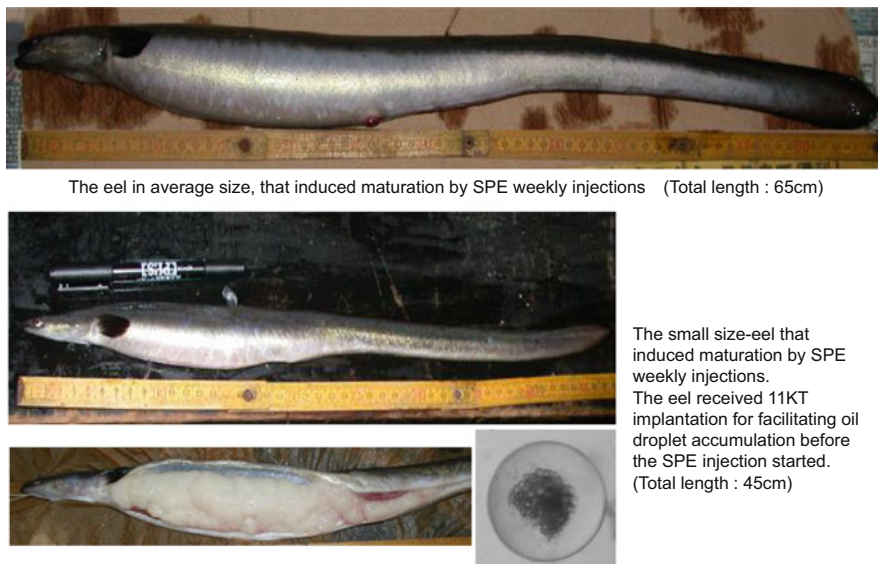 The eel in average size, that induced maturation by SPE weekly injections (Total length : 65cm)
The small size-eel that
induced maturation by SPE
weekly injections.
The eel received 11KT
implantation for facilitating oil
droplet accumulation before
the SPE injection started.
(Total length : 45cm)